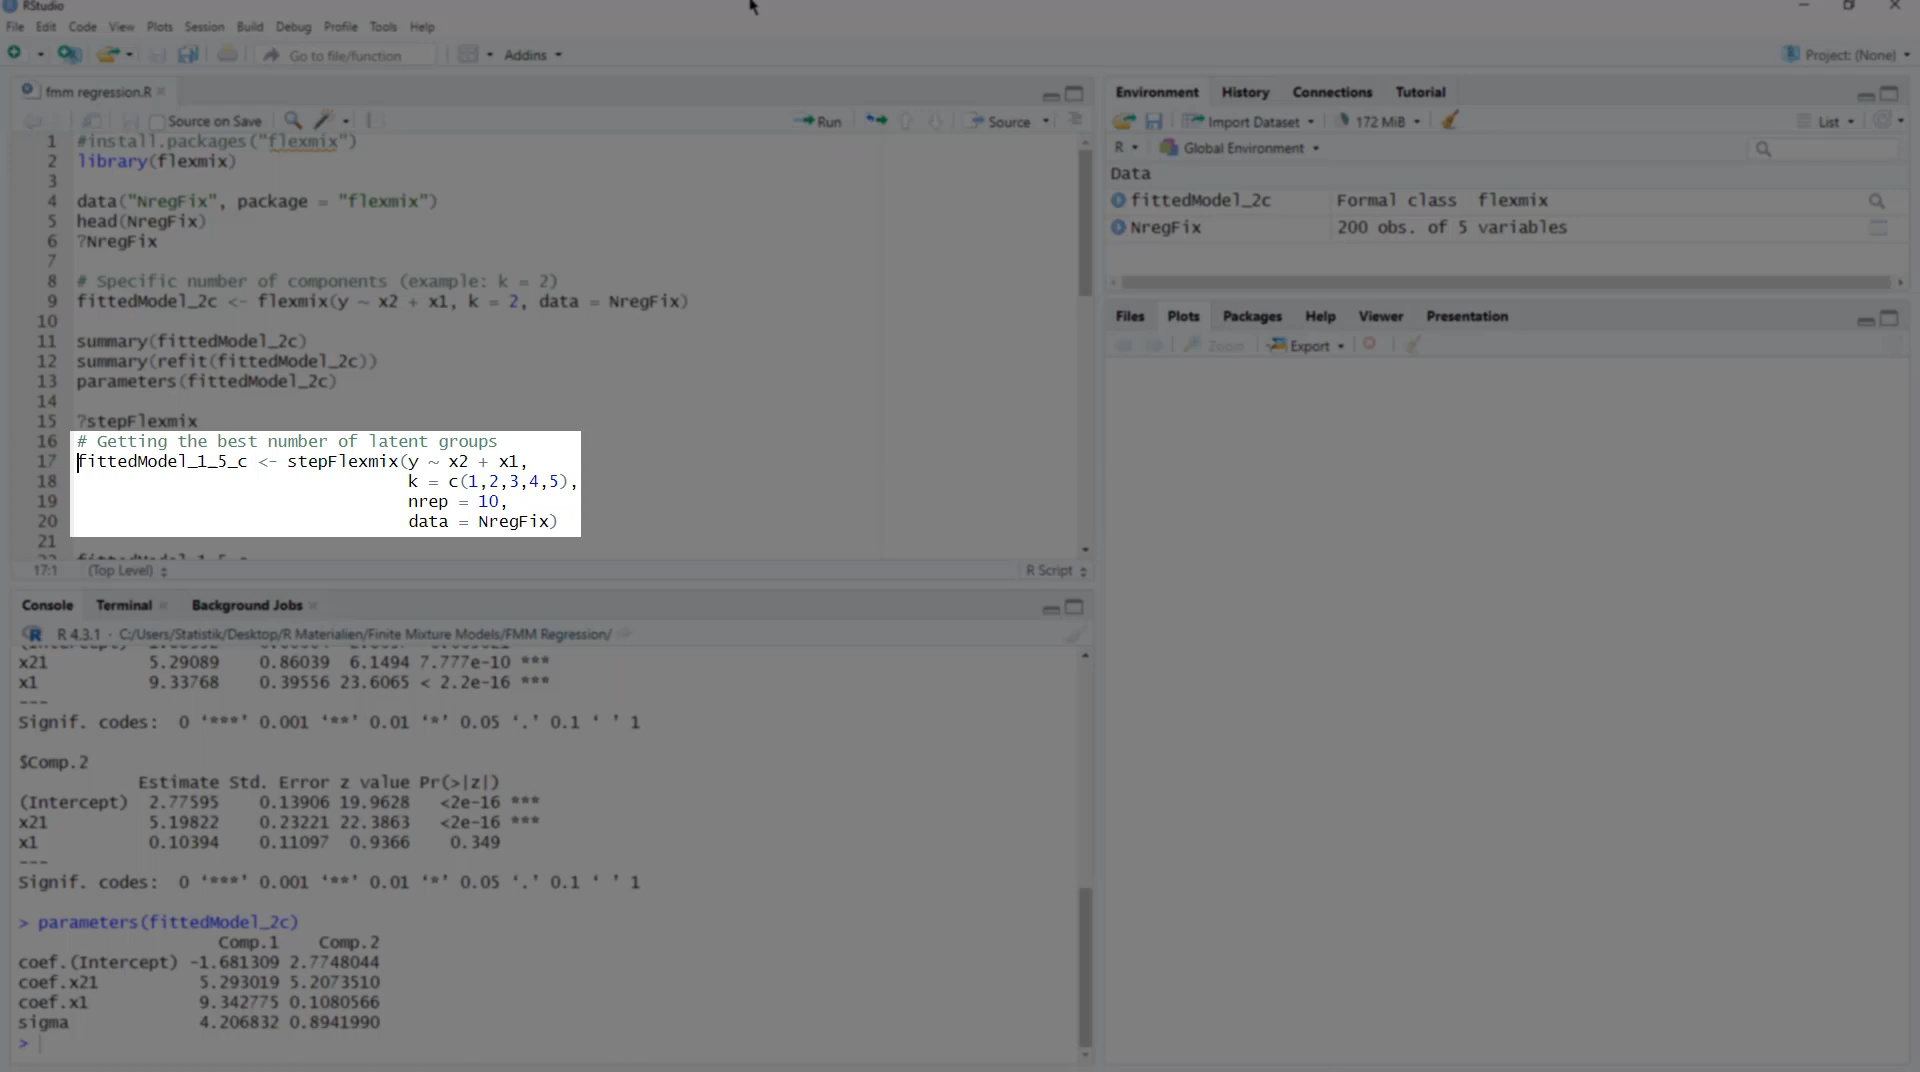 RStudio
File Edit Code View Plots Session Build Debug Profile Tools Help
Go to file/function Addins Project: (None)
fmm regression.R
Source on Save Run Source
1 #install.packages("flexmix")
2 library(flexmix)
3
4 data("NregFix", package = "flexmix")
5 head(NregFix)
6 ?NregFix
7
8 # Specific number of components (example: k = 2)
9 fittedModel_2c <- flexmix(y ~ x2 + x1, k = 2, data = NregFix)
10
11 summary(fittedModel_2c)
12 summary(refit(fittedModel_2c))
13 parameters(fittedModel_2c)
14
15 ?stepFlexmix
16 # Getting the best number of latent groups
17 fittedModel_1_5_c <- stepFlexmix(y ~ x2 + x1,
18 k = c(1,2,3,4,5),
19 nrep = 10,
20 data = NregFix)
21
17:1 (Top Level) R Script
Console Terminal Background Jobs
R 4.3.1 · C:/Users/Statistik/Desktop/R Materialien/Finite Mixture Models/FMM Regression/
x21 5.29089 0.86039 6.1494 7.777e-10 ***
x1 9.33768 0.39556 23.6065 < 2.2e-16 ***
---
Signif. codes: 0 ‘***’ 0.001 ‘**’ 0.01 ‘*’ 0.05 ‘.’ 0.1 ‘ ’ 1
$Comp.2
Estimate Std. Error z value Pr(>|z|)
(Intercept) 2.77595 0.13906 19.9628 <2e-16 ***
x21 5.19822 0.23221 22.3863 <2e-16 ***
x1 0.10394 0.11097 0.9366 0.349
---
Signif. codes: 0 ‘***’ 0.001 ‘**’ 0.01 ‘*’ 0.05 ‘.’ 0.1 ‘ ’ 1
> parameters(fittedModel_2c)
Comp.1 Comp.2
coef.(Intercept) -1.681309 2.7748044
coef.x21 5.293019 5.2073510
coef.x1 9.342775 0.1080566
sigma 4.206832 0.8941990
>
Environment History Connections Tutorial
Import Dataset 172 MiB List
R Global Environment
Data
fittedModel_2c Formal class flexmix
NregFix 200 obs. of 5 variables
Files Plots Packages Help Viewer Presentation
Zoom Export